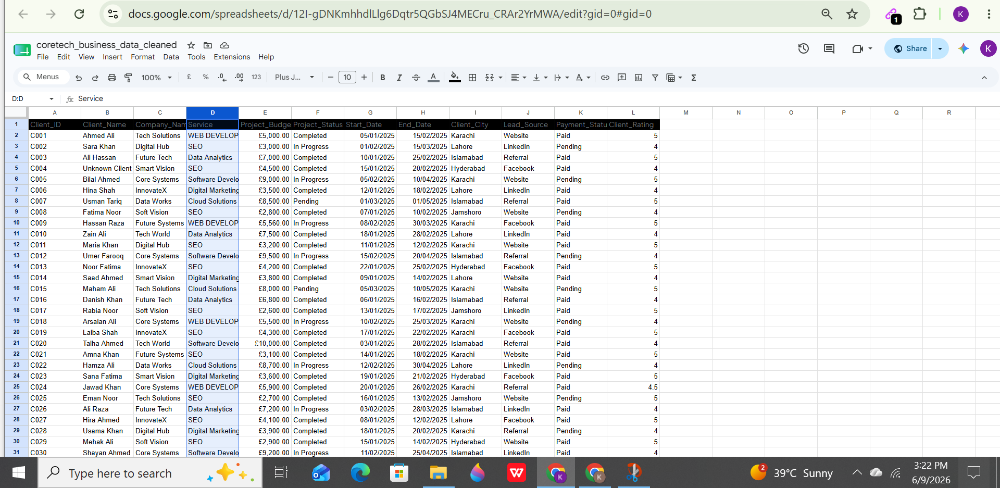 docs.google.com/spreadsheets/d/12I-gDNKmhhdlLlg6Dqtr5QGbSJ4MECru_CRAr2YrMWA/edit?gid=0#gid=0
1
K
coretech_business_data_cleaned
File Edit View Insert Format Data Tools Extensions Help
Share
K
Menus 100% £ % .0 .00 123 Plus J... 10 B I A
D:D fx Service
A B C D E F G H I J K L M N O P Q R
1 Client_ID Client_Name Company_Nam Service Project_Budge Project_Status Start_Date End_Date Client_City Lead_Source Payment_Statu Client_Rating
2 C001 Ahmed Ali Tech Solutions WEB DEVELOP £5,000.00 Completed 05/01/2025 15/02/2025 Karachi Website Paid 5
3 C002 Sara Khan Digital Hub SEO £3,000.00 In Progress 01/02/2025 15/03/2025 Lahore LinkedIn Pending 4
4 C003 Ali Hassan Future Tech Data Analytics £7,000.00 Completed 10/01/2025 25/02/2025 Islamabad Referral Paid 5
5 C004 Unknown Client Smart Vision SEO £4,500.00 Completed 15/01/2025 20/02/2025 Hyderabad Facebook Paid 4
6 C005 Bilal Ahmed Core Systems Software Develo £9,000.00 In Progress 05/02/2025 10/04/2025 Karachi Website Pending 5
7 C006 Hina Shah InnovateX Digital Marketing £3,500.00 Completed 12/01/2025 18/02/2025 Lahore LinkedIn Paid 4
8 C007 Usman Tariq Data Works Cloud Solutions £8,500.00 Pending 01/03/2025 01/05/2025 Islamabad Referral Paid 5
9 C008 Fatima Noor Soft Vision SEO £2,800.00 Completed 07/01/2025 10/02/2025 Jamshoro Website Pending 4
10 C009 Hassan Raza Future Systems WEB DEVELOP £5,560.00 In Progress 08/02/2025 30/03/2025 Karachi Facebook Paid 5
11 C010 Zain Ali Tech World Data Analytics £7,500.00 Completed 18/01/2025 28/02/2025 Lahore LinkedIn Paid 4
12 C011 Maria Khan Digital Hub SEO £3,200.00 Completed 11/01/2025 12/02/2025 Karachi Website Paid 5
13 C012 Umer Farooq Core Systems Software Develo £9,500.00 In Progress 15/02/2025 20/04/2025 Islamabad Referral Pending 4
14 C013 Noor Fatima InnovateX SEO £4,200.00 Completed 22/01/2025 25/02/2025 Hyderabad Facebook Paid 5
15 C014 Saad Ahmed Smart Vision Digital Marketing £3,800.00 Completed 09/01/2025 14/02/2025 Lahore Website Paid 4
16 C015 Maham Ali Tech Solutions Cloud Solutions £8,000.00 Pending 05/03/2025 10/05/2025 Karachi Website Pending 5
17 C016 Danish Khan Future Tech Data Analytics £6,800.00 Completed 06/01/2025 16/02/2025 Islamabad Referral Paid 4
18 C017 Rabia Noor Soft Vision SEO £2,600.00 Completed 13/01/2025 17/02/2025 Jamshoro LinkedIn Paid 5
19 C018 Arsalan Ali Core Systems WEB DEVELOP £5,500.00 In Progress 10/02/2025 25/03/2025 Karachi Website Pending 4
20 C019 Laiba Shah InnovateX SEO £4,300.00 Completed 17/01/2025 22/02/2025 Karachi Facebook Paid 5
21 C020 Talha Ahmed Tech World Software Develo £10,000.00 Completed 03/01/2025 28/02/2025 Islamabad Referral Paid 4
22 C021 Amna Khan Future Systems SEO £3,100.00 Completed 14/01/2025 18/02/2025 Karachi Website Paid 5
23 C022 Hamza Ali Data Works Cloud Solutions £8,700.00 In Progress 12/02/2025 30/04/2025 Lahore LinkedIn Pending 4
24 C023 Sana Fatima Smart Vision Digital Marketing £3,600.00 Completed 19/01/2025 21/02/2025 Hyderabad Facebook Paid 5
25 C024 Jawad Khan Core Systems WEB DEVELOP £5,900.00 Completed 20/01/2025 26/02/2025 Karachi Referral Paid 4.5
26 C025 Eman Noor Tech Solutions SEO £2,700.00 Completed 16/01/2025 13/02/2025 Jamshoro Website Pending 5
27 C026 Ali Raza Future Tech Data Analytics £7,200.00 In Progress 03/02/2025 28/03/2025 Islamabad LinkedIn Paid 4
28 C027 Hira Ahmed InnovateX SEO £4,100.00 Completed 08/01/2025 12/02/2025 Lahore Facebook Paid 5
29 C028 Usama Khan Digital Hub Digital Marketing £3,900.00 Completed 18/01/2025 20/02/2025 Karachi Referral Pending 4
30 C029 Mehak Ali Soft Vision SEO £2,900.00 Completed 15/01/2025 14/02/2025 Hyderabad Website Paid 5
31 C030 Shayan Ahmed Core Systems Software Develo £9,200.00 In Progress 11/02/2025 25/04/2025 Islamabad LinkedIn Paid 4
Type here to search
W
K
K
2
39°C Sunny
3:22 PM
6/9/2026